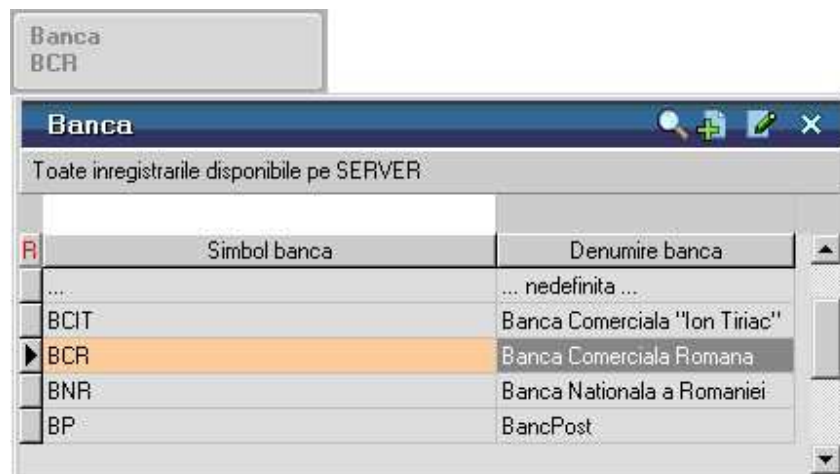 Banca
BCR
Banca
Toate inregistrarile disponibile pe SERVER
R Simbol banca Denumire banca
... ... nedefinita ...
BCIT Banca Comerciala "Ion Tiriac"
BCR Banca Comerciala Romana
BNR Banca Nationala a Romaniei
BP BancPost